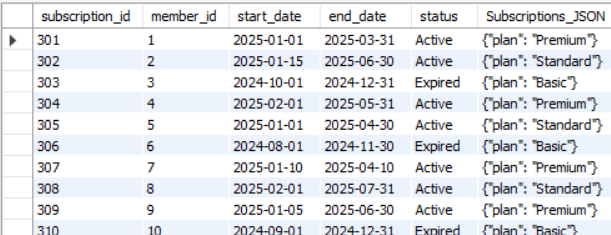 subscription_id member_id start_date end_date status Subscriptions_JSON
301 1 2025-01-01 2025-03-31 Active {"plan": "Premium"}
302 2 2025-01-15 2025-06-30 Active {"plan": "Standard"}
303 3 2024-10-01 2024-12-31 Expired {"plan": "Basic"}
304 4 2025-02-01 2025-05-31 Active {"plan": "Premium"}
305 5 2025-01-01 2025-04-30 Active {"plan": "Standard"}
306 6 2024-08-01 2024-11-30 Expired {"plan": "Basic"}
307 7 2025-01-10 2025-04-10 Active {"plan": "Premium"}
308 8 2025-02-01 2025-07-31 Active {"plan": "Standard"}
309 9 2025-01-05 2025-06-30 Active {"plan": "Premium"}
310 10 2024-09-01 2024-12-31 Expired {"plan": "Basic"}